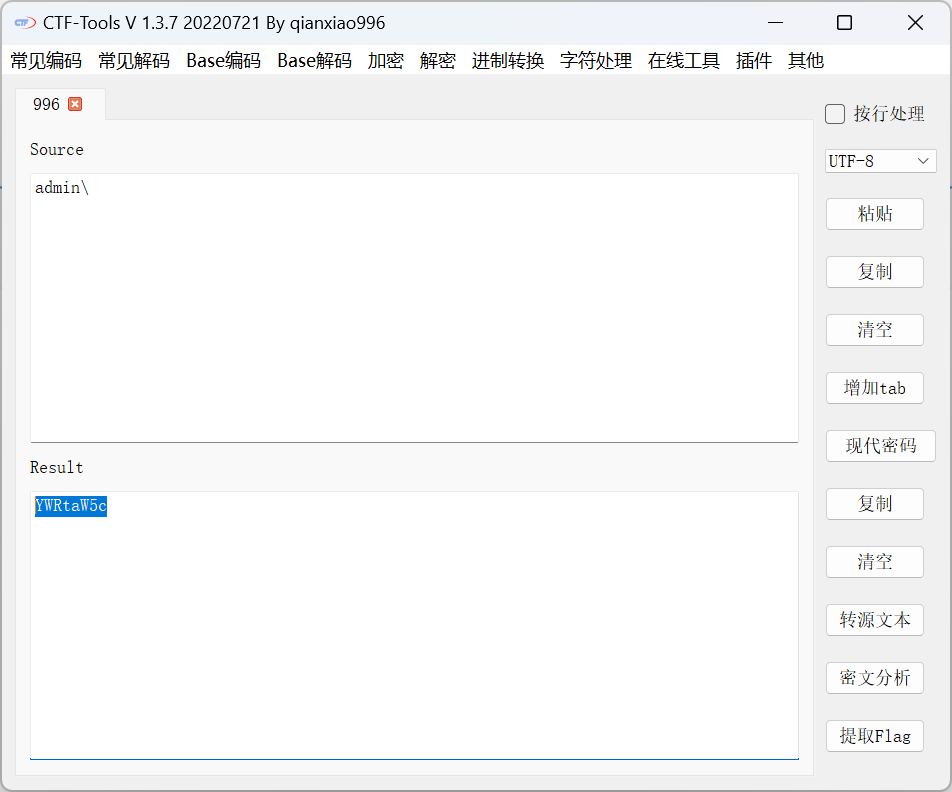 CTF-Tools V 1.3.7 20220721 By qianxiao996
常见编码 常见解码 Base编码 Base解码 加密 解密 进制转换 字符处理 在线工具 插件 其他
996
Source
admin\
Result
YWRtaW5c
按行处理
UTF-8
粘贴
复制
清空
增加tab
现代密码
复制
清空
转源文本
密文分析
提取Flag